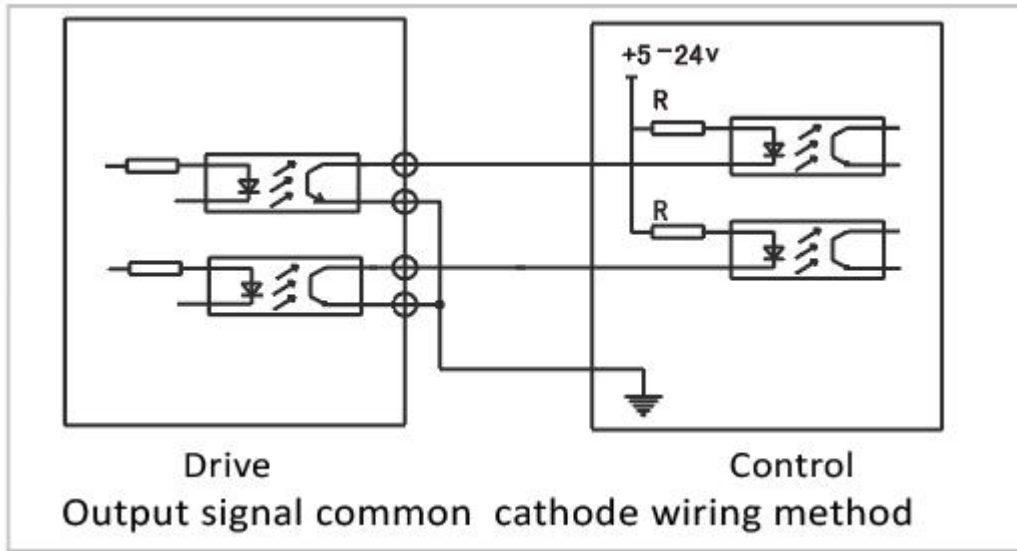 +5-24v
R
R
Drive
Control
Output signal common cathode wiring method